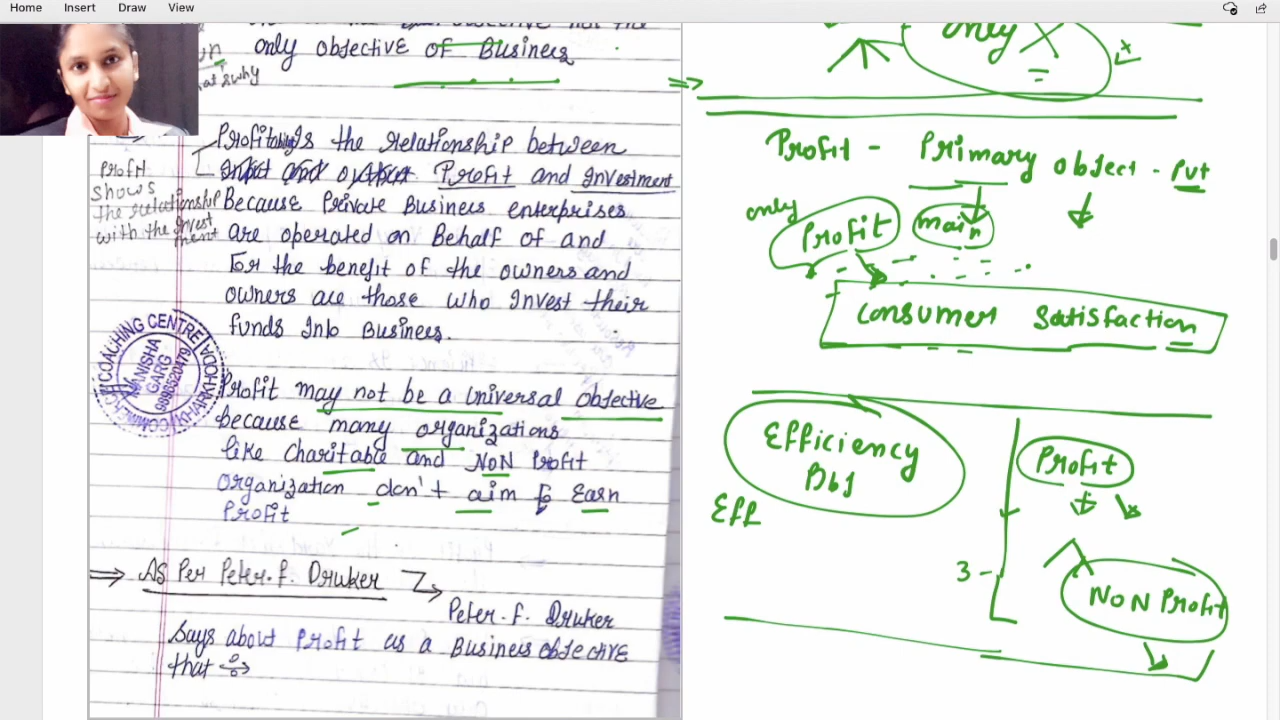 Home Insert Draw View
only objective of Business
Profit
shows
the relationship
with the invest
ment
is the relationship between
Profit and investment
Because Private Business enterprises
are operated on Behalf of and
For the benefit of the owners and
owners are those who invest their
funds into Business.
COACHING CENTRE
MANISHA
GARG
Profit may not be a universal objective
because many organizations
like charitable and NON Profit
organization don't aim to Earn
Profit
As Per Peter.F. Druker
Peter.F. Druker
says about Profit as a Business objective
that
only
Profit - Primary object - Pvt
only
Profit main
Consumer Satisfaction
Efficiency
Obj
Eff
Profit
3 -
NON Profit